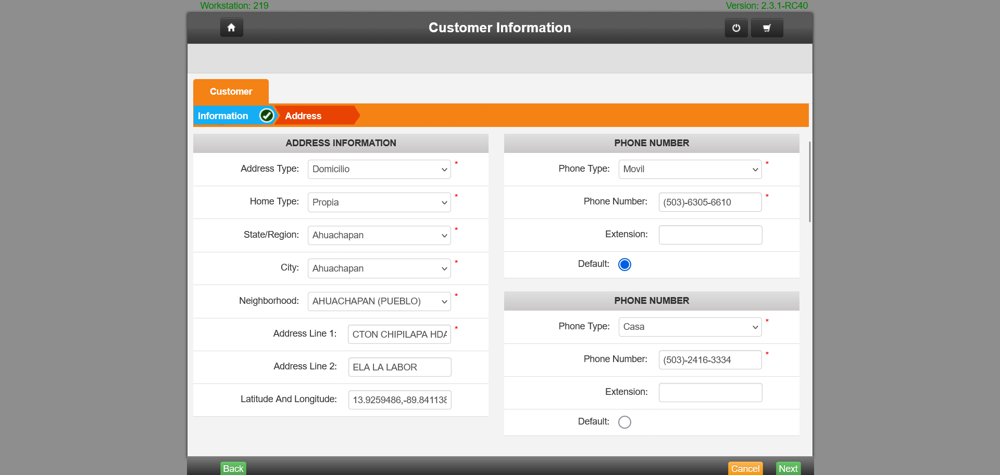 Workstation: 219
Version: 2.3.1-RC40
Customer Information
Customer
Information
Address
ADDRESS INFORMATION
Address Type:
Domicilio
*
Home Type:
Propia
*
State/Region:
Ahuachapan
*
City:
Ahuachapan
*
Neighborhood:
AHUACHAPAN (PUEBLO)
*
Address Line 1:
CTON CHIPILAPA HDA
*
Address Line 2:
ELA LA LABOR
Latitude And Longitude:
13.9259486,-89.841138
PHONE NUMBER
Phone Type:
Movil
*
Phone Number:
(503)-6305-6610
*
Extension:
Default:
PHONE NUMBER
Phone Type:
Casa
*
Phone Number:
(503)-2416-3334
*
Extension:
Default:
Back
Cancel
Next